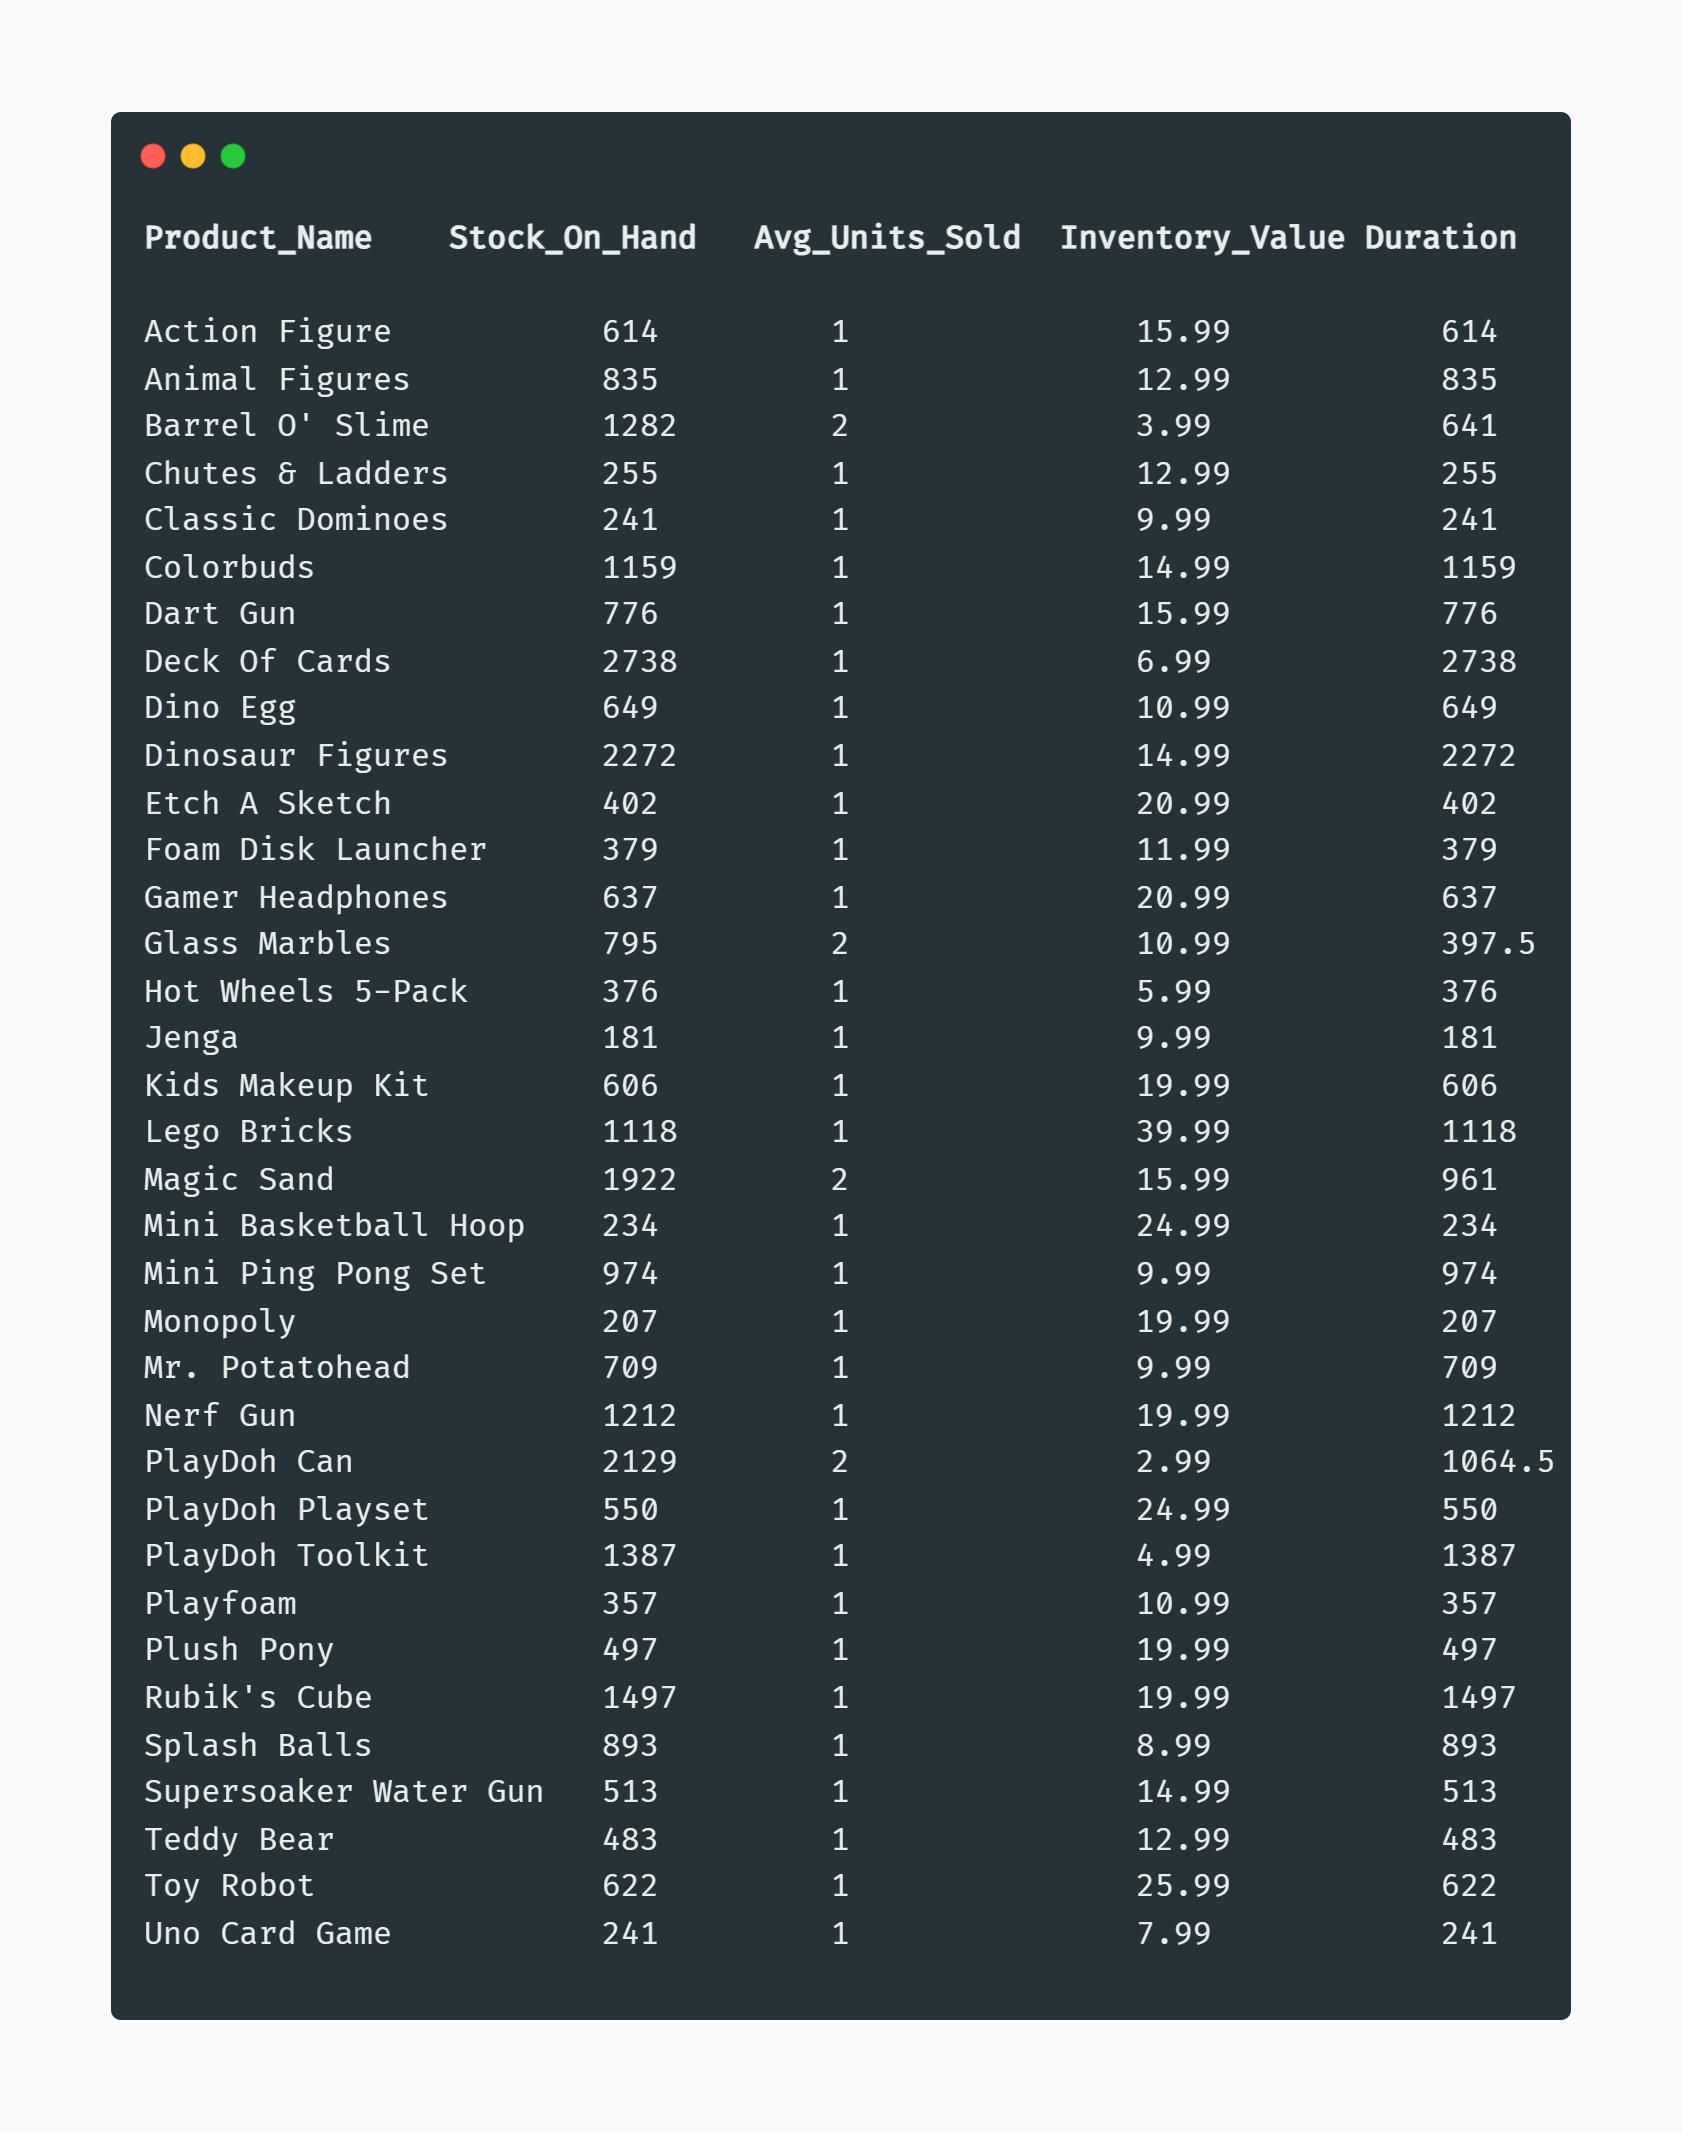 Product_Name Stock_On_Hand Avg_Units_Sold Inventory_Value Duration
Action Figure 614 1 15.99 614
Animal Figures 835 1 12.99 835
Barrel O' Slime 1282 2 3.99 641
Chutes & Ladders 255 1 12.99 255
Classic Dominoes 241 1 9.99 241
Colorbuds 1159 1 14.99 1159
Dart Gun 776 1 15.99 776
Deck Of Cards 2738 1 6.99 2738
Dino Egg 649 1 10.99 649
Dinosaur Figures 2272 1 14.99 2272
Etch A Sketch 402 1 20.99 402
Foam Disk Launcher 379 1 11.99 379
Gamer Headphones 637 1 20.99 637
Glass Marbles 795 2 10.99 397.5
Hot Wheels 5-Pack 376 1 5.99 376
Jenga 181 1 9.99 181
Kids Makeup Kit 606 1 19.99 606
Lego Bricks 1118 1 39.99 1118
Magic Sand 1922 2 15.99 961
Mini Basketball Hoop 234 1 24.99 234
Mini Ping Pong Set 974 1 9.99 974
Monopoly 207 1 19.99 207
Mr. Potatohead 709 1 9.99 709
Nerf Gun 1212 1 19.99 1212
PlayDoh Can 2129 2 2.99 1064.5
PlayDoh Playset 550 1 24.99 550
PlayDoh Toolkit 1387 1 4.99 1387
Playfoam 357 1 10.99 357
Plush Pony 497 1 19.99 497
Rubik's Cube 1497 1 19.99 1497
Splash Balls 893 1 8.99 893
Supersoaker Water Gun 513 1 14.99 513
Teddy Bear 483 1 12.99 483
Toy Robot 622 1 25.99 622
Uno Card Game 241 1 7.99 241